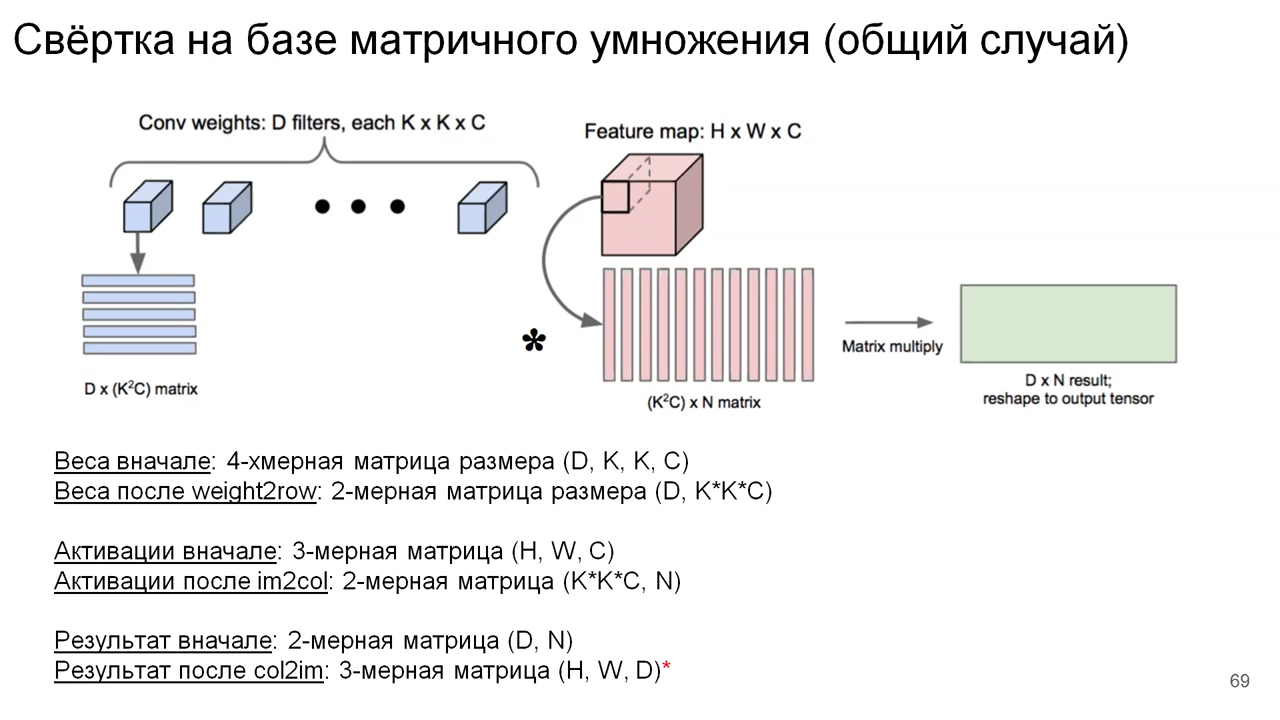 Свёртка на базе матричного умножения (общий случай)
Conv weights: D filters, each K x K x C
Feature map: H x W x C
*
D x (K²C) matrix
(K²C) x N matrix
Matrix multiply
D x N result;
reshape to output tensor
Веса вначале: 4-хмерная матрица размера (D, K, K, C)
Веса после weight2row: 2-мерная матрица размера (D, K*K*C)
Активации вначале: 3-мерная матрица (H, W, C)
Активации после im2col: 2-мерная матрица (K*K*C, N)
Результат вначале: 2-мерная матрица (D, N)
Результат после col2im: 3-мерная матрица (H, W, D)*
69